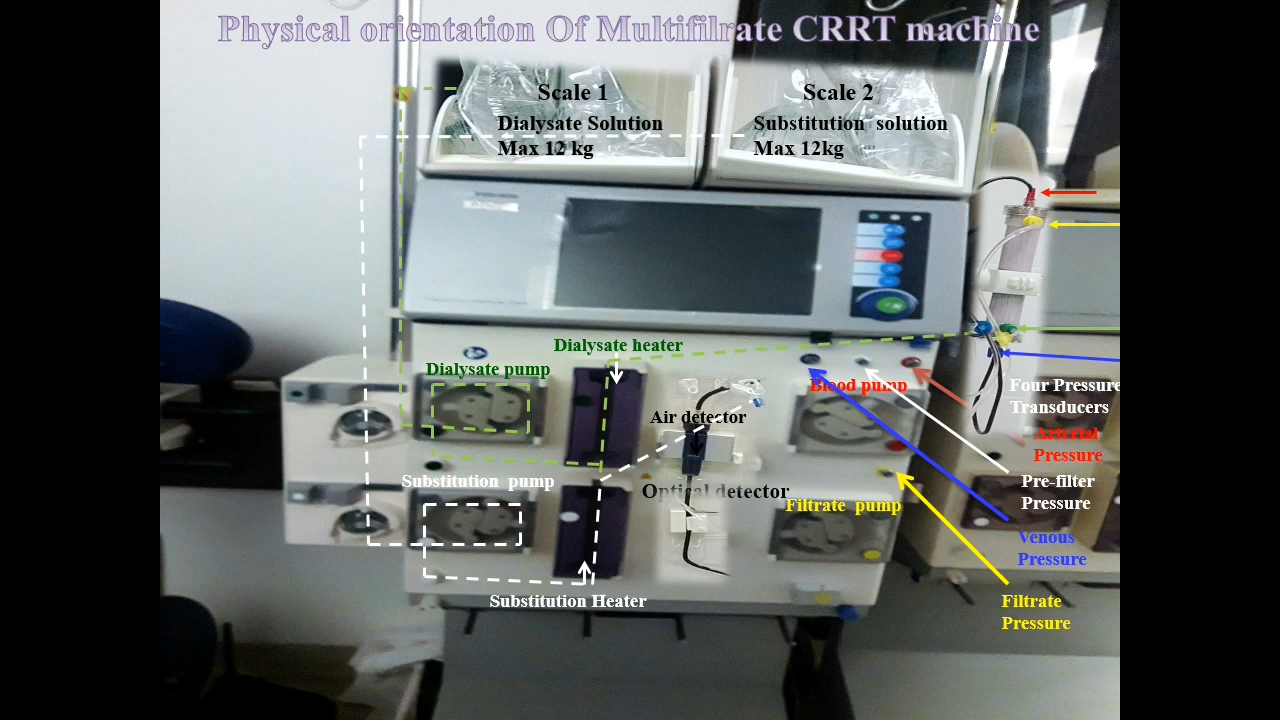 Physical orientation Of Multifilrate CRRT machine
Scale 1
Dialysate Solution
Max 12 kg
Scale 2
Substitution solution
Max 12kg
Dialysate heater
Dialysate pump
Blood pump
Four Pressure
Transducers
Air detector
Arterial
Pressure
Substitution pump
Pre-filter
Pressure
Optical detector
Filtrate pump
Venous
Pressure
Substitution Heater
Filtrate
Pressure